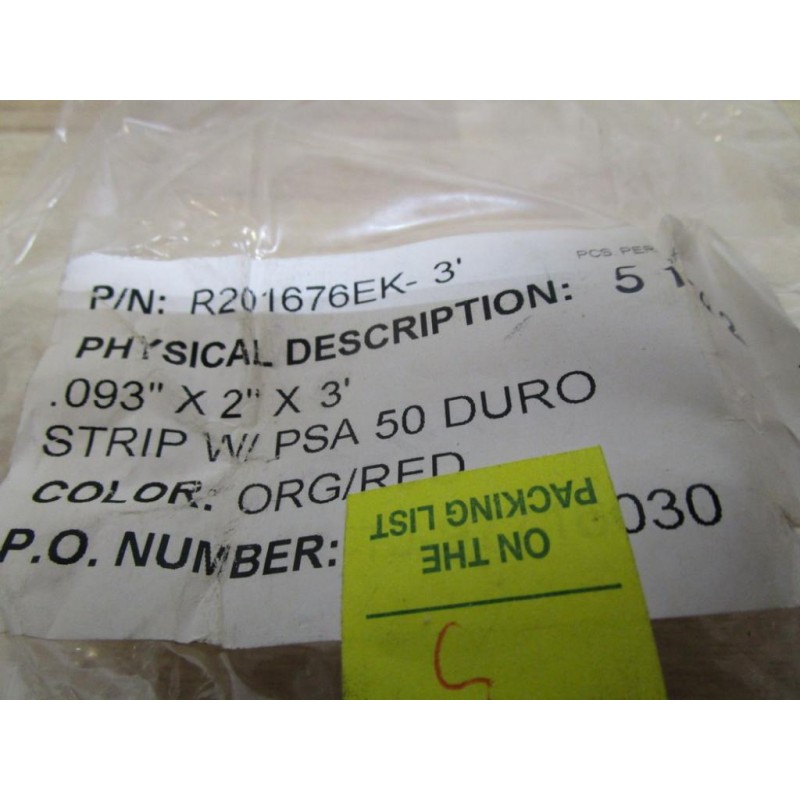 P/N: R201676EK- 3'
PCS PER
PHYSICAL DESCRIPTION: 5
.093" X 2" X 3'
STRIP W/ PSA 50 DURO
COLOR: ORG/RED
P.O. NUMBER: 030
ON THE
PACKING LIST